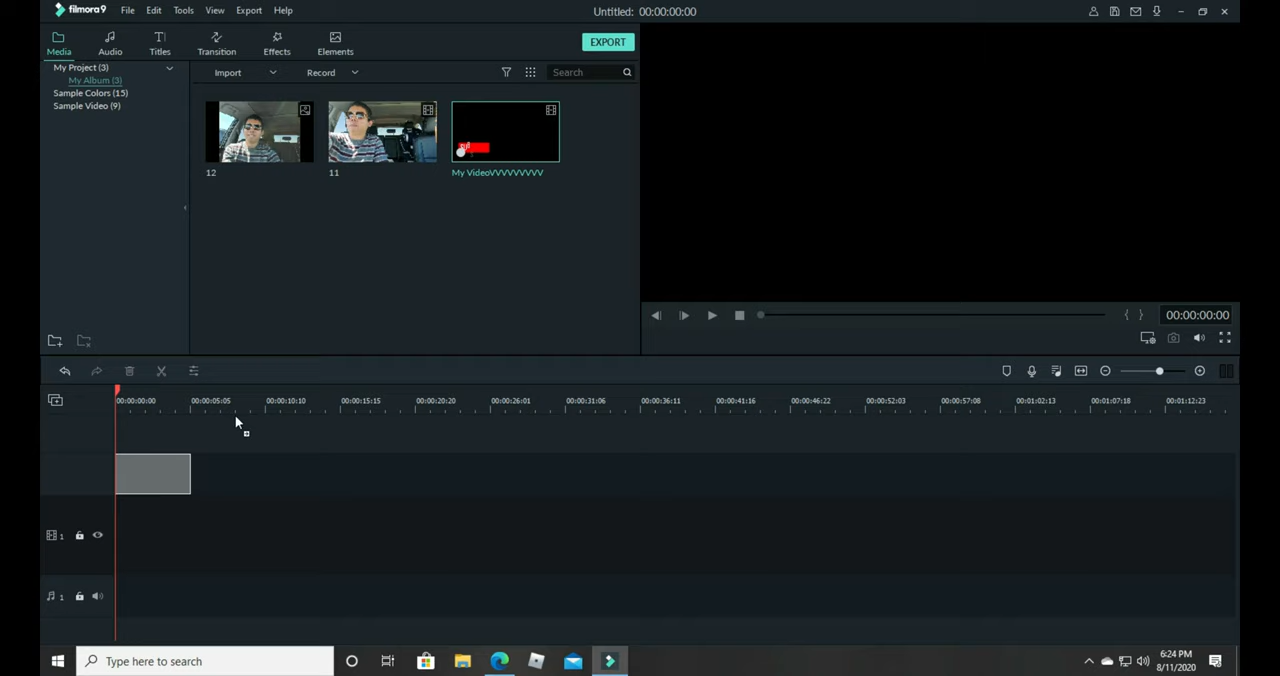 filmora9 File Edit Tools View Export Help Untitled: 00:00:00:00
Media Audio Titles Transition Effects Elements EXPORT
My Project (3)
My Album (3)
Sample Colors (15)
Sample Video (9)
Import Record Search
12 11 My VideoVVVVVVVVV
{ } 00:00:00:00
00:00:00:00 00:00:05:05 00:00:10:10 00:00:15:15 00:00:20:20 00:00:26:01 00:00:31:06 00:00:36:11 00:00:41:16 00:00:46:22 00:00:52:03 00:00:57:08 00:01:02:13 00:01:07:18 00:01:12:23
1
1
Type here to search 6:24 PM
8/11/2020